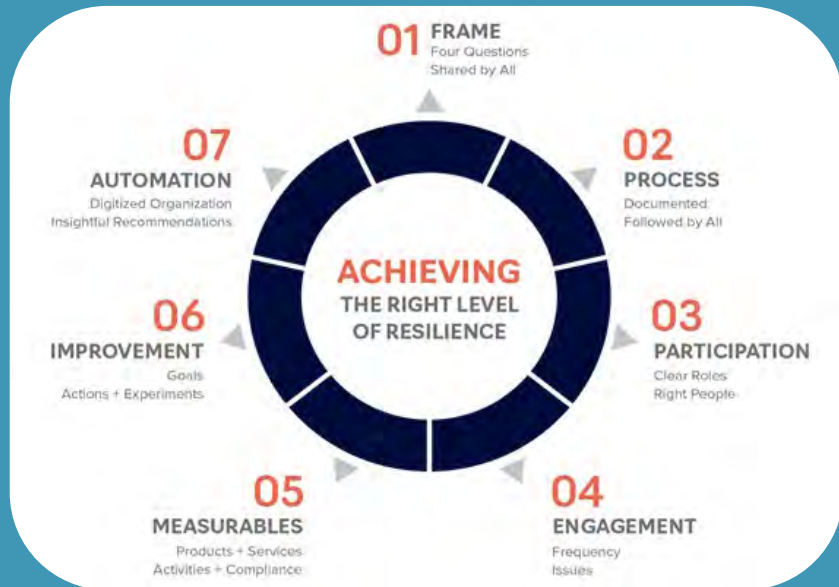 01 FRAME
Four Questions
Shared by All
02
PROCESS
Documented
Followed by All
03
PARTICIPATION
Clear Roles
Right People
04
ENGAGEMENT
Frequency
Issues
05
MEASURABLES
Products + Services
Activities + Compliance
06
IMPROVEMENT
Goals
Actions + Experiments
07
AUTOMATION
Digitized Organization
Insightful Recommendations
ACHIEVING
THE RIGHT LEVEL
OF RESILIENCE